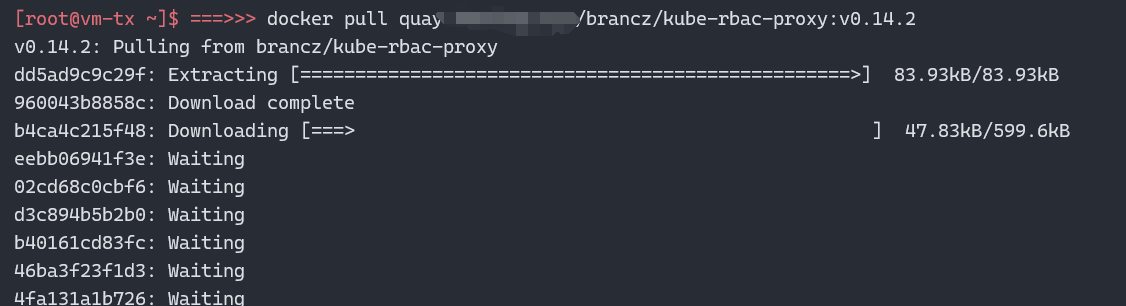 [root@vm-tx ~]$ ===>>> docker pull quay /brancz/kube-rbac-proxy:v0.14.2
v0.14.2: Pulling from brancz/kube-rbac-proxy
dd5ad9c9c29f: Extracting [==================================================>]  83.93kB/83.93kB
960043b8858c: Download complete
b4ca4c215f48: Downloading [===>                                               ]  47.83kB/599.6kB
eebb06941f3e: Waiting
02cd68c0cbf6: Waiting
d3c894b5b2b0: Waiting
b40161cd83fc: Waiting
46ba3f23f1d3: Waiting
4fa131a1b726: Waiting